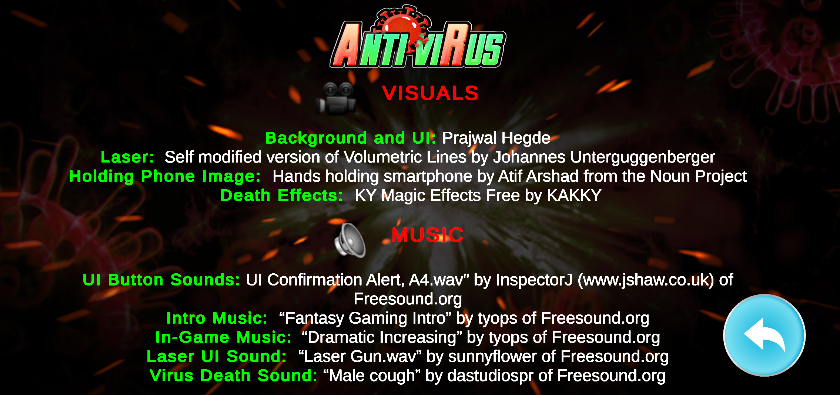 ANTIVIRUS
VISUALS
Background and UI: Prajwal Hegde
Laser: Self modified version of Volumetric Lines by Johannes Unterguggenberger
Holding Phone Image: Hands holding smartphone by Atif Arshad from the Noun Project
Death Effects: KY Magic Effects Free by KAKKY
MUSIC
UI Button Sounds: UI Confirmation Alert, A4.wav” by InspectorJ (www.jshaw.co.uk) of
Freesound.org
Intro Music: “Fantasy Gaming Intro” by tyops of Freesound.org
In-Game Music: “Dramatic Increasing” by tyops of Freesound.org
Laser UI Sound: “Laser Gun.wav” by sunnyflower of Freesound.org
Virus Death Sound: “Male cough” by dastudiospr of Freesound.org